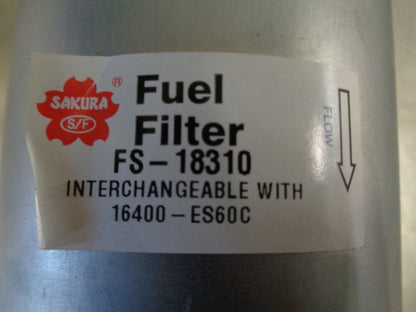 SAKURA
S/F
®
Fuel
Filter
FLOW
FS-18310
INTERCHANGEABLE WITH
16400-ES60C